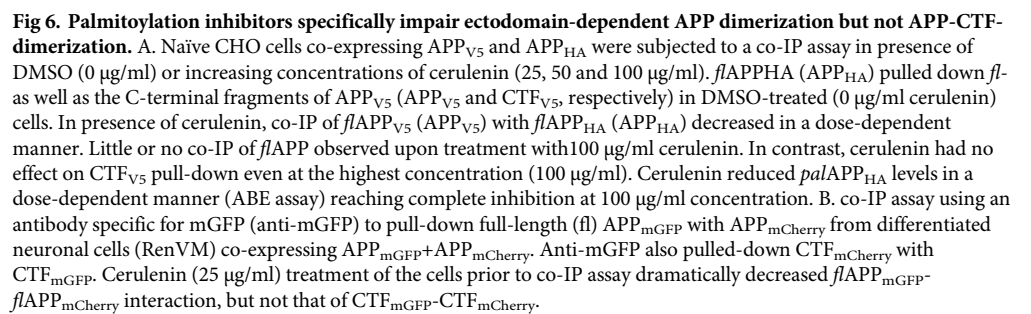 Fig 6. Palmitoylation inhibitors specifically impair ectodomain-dependent APP dimerization but not APP-CTF-
dimerization. A. Naïve CHO cells co-expressing APPV5 and APPHA were subjected to a co-IP assay in presence of
DMSO (0 μg/ml) or increasing concentrations of cerulenin (25, 50 and 100 μg/ml). flAPPHA (APPHA) pulled down fl-
as well as the C-terminal fragments of APPV5 (APPV5 and CTFV5, respectively) in DMSO-treated (0 μg/ml cerulenin)
cells. In presence of cerulenin, co-IP of flAPPV5 (APPV5) with flAPPHA (APPHA) decreased in a dose-dependent
manner. Little or no co-IP of flAPP observed upon treatment with100 μg/ml cerulenin. In contrast, cerulenin had no
effect on CTFV5 pull-down even at the highest concentration (100 μg/ml). Cerulenin reduced palAPPHA levels in a
dose-dependent manner (ABE assay) reaching complete inhibition at 100 μg/ml concentration. B. co-IP assay using an
antibody specific for mGFP (anti-mGFP) to pull-down full-length (fl) APPmGFP with APPmCherry from differentiated
neuronal cells (RenVM) co-expressing APPmGFP+APPmCherry. Anti-mGFP also pulled-down CTFmCherry with
CTFmGFP. Cerulenin (25 μg/ml) treatment of the cells prior to co-IP assay dramatically decreased flAPPmGFP-
flAPPmCherry interaction, but not that of CTFmGFP-CTFmCherry.